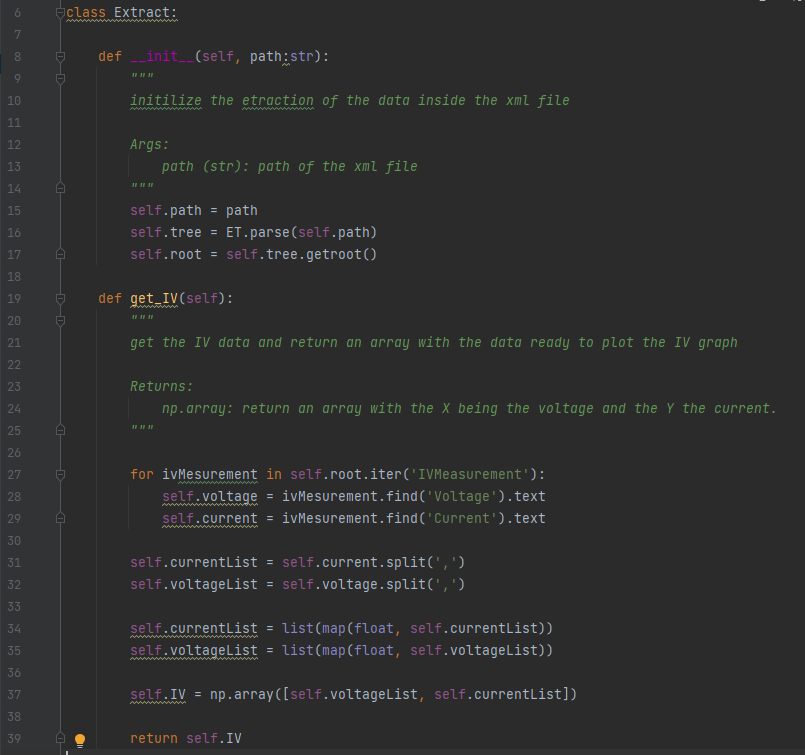 6 class Extract:
7
8     def __init__(self, path:str):
9         """
10         initilize the etraction of the data inside the xml file
11
12         Args:
13             path (str): path of the xml file
14         """
15         self.path = path
16         self.tree = ET.parse(self.path)
17         self.root = self.tree.getroot()
18
19     def get_IV(self):
20         """
21         get the IV data and return an array with the data ready to plot the IV graph
22
23         Returns:
24             np.array: return an array with the X being the voltage and the Y the current.
25         """
26
27         for ivMesurement in self.root.iter('IVMeasurement'):
28             self.voltage = ivMesurement.find('Voltage').text
29             self.current = ivMesurement.find('Current').text
30
31         self.currentList = self.current.split(',')
32         self.voltageList = self.voltage.split(',')
33
34         self.currentList = list(map(float, self.currentList))
35         self.voltageList = list(map(float, self.voltageList))
36
37         self.IV = np.array([self.voltageList, self.currentList])
38
39         return self.IV